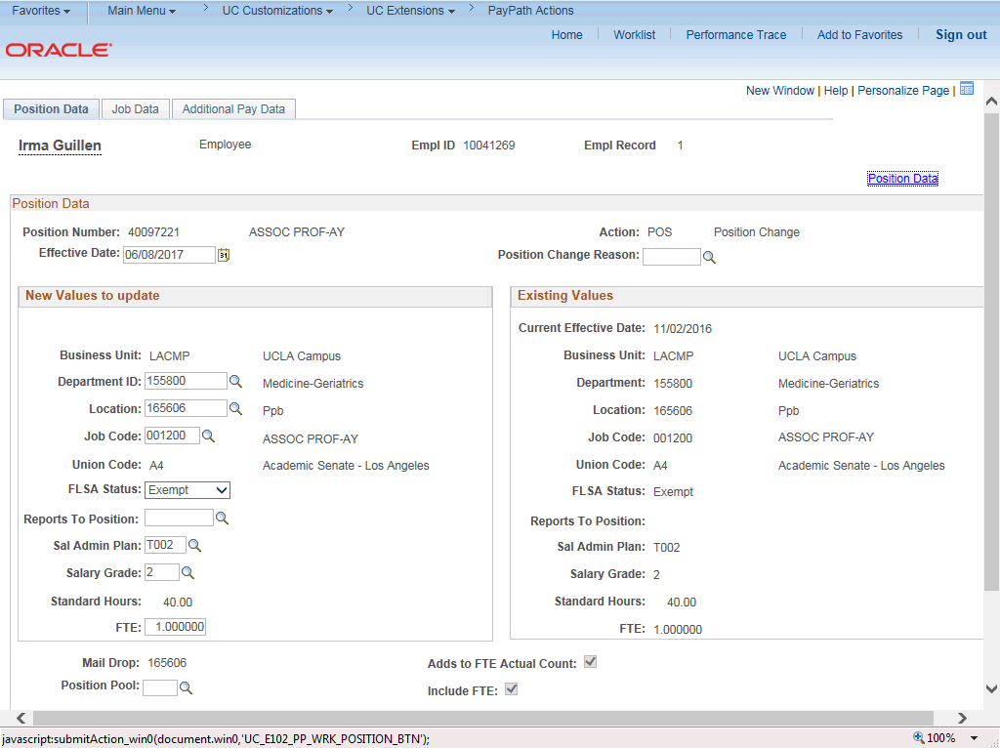 Favorites Main Menu UC Customizations UC Extensions PayPath Actions
Home Worklist Performance Trace Add to Favorites Sign out
ORACLE
New Window | Help | Personalize Page |
Position Data Job Data Additional Pay Data
Irma Guillen Employee Empl ID 10041269 Empl Record 1
Position Data
Position Data
Position Number: 40097221 ASSOC PROF-AY Action: POS Position Change
Effective Date: 06/08/2017 31 Position Change Reason:
New Values to update
Business Unit: LACMP UCLA Campus
Department ID: 155800 Medicine-Geriatrics
Location: 165606 Ppb
Job Code: 001200 ASSOC PROF-AY
Union Code: A4 Academic Senate - Los Angeles
FLSA Status: Exempt
Reports To Position:
Sal Admin Plan: T002
Salary Grade: 2
Standard Hours: 40.00
FTE: 1.000000
Existing Values
Current Effective Date: 11/02/2016
Business Unit: LACMP UCLA Campus
Department: 155800 Medicine-Geriatrics
Location: 165606 Ppb
Job Code: 001200 ASSOC PROF-AY
Union Code: A4 Academic Senate - Los Angeles
FLSA Status: Exempt
Reports To Position:
Sal Admin Plan: T002
Salary Grade: 2
Standard Hours: 40.00
FTE: 1.000000
Mail Drop: 165606 Adds to FTE Actual Count:
Position Pool: Include FTE:
javascript:submitAction_win0(document.win0,'UC_E102_PP_WRK_POSITION_BTN'); 100%